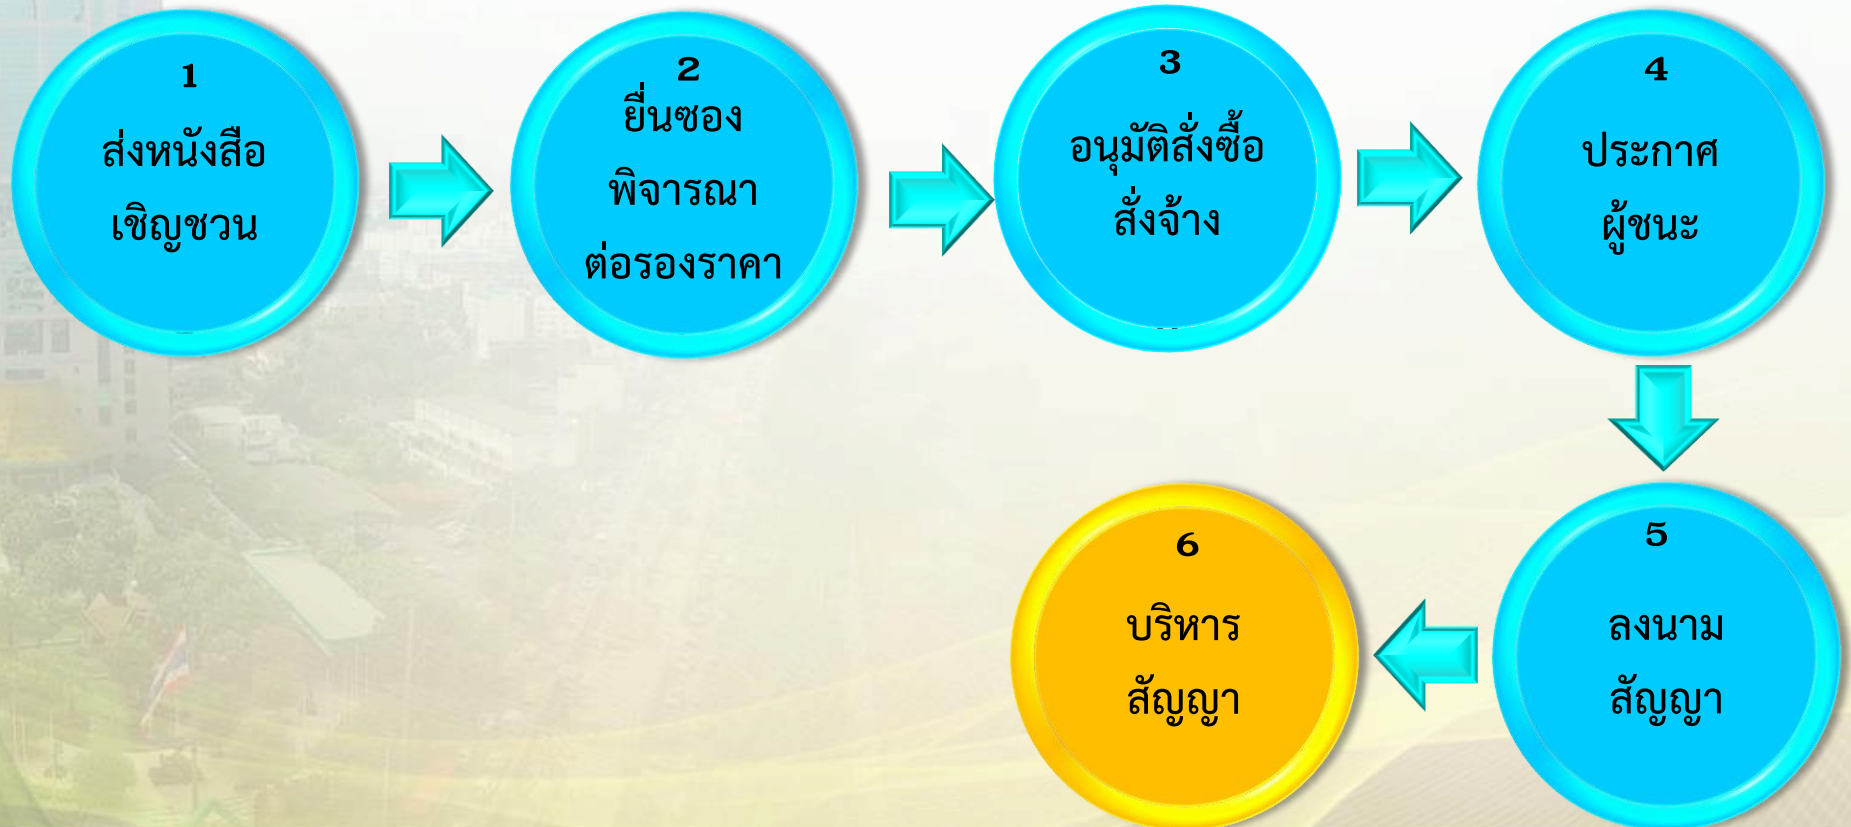 1
ส่งหนังสือ
เชิญชวน
2
ยื่นซอง
พิจารณา
ต่อรองราคา
3
อนุมัติสั่งซื้อ
สั่งจ้าง
4
ประกาศ
ผู้ชนะ
5
ลงนาม
สัญญา
6
บริหาร
สัญญา